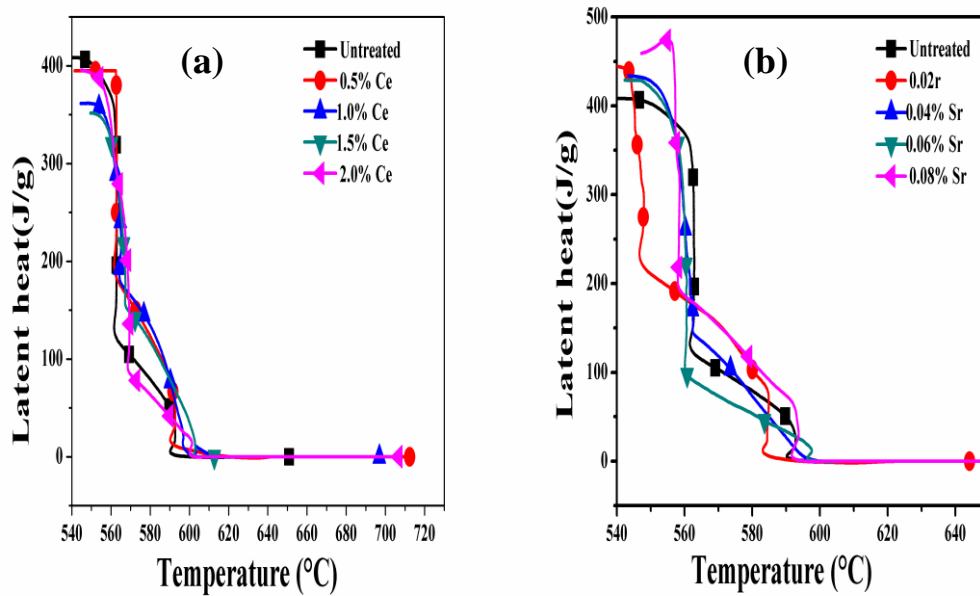 (a)
Untreated
0.5% Ce
1.0% Ce
1.5% Ce
2.0% Ce
400
300
200
100
0
Latent heat(J/g)
540 560 580 600 620 640 660 680 700 720
Temperature (°C)
(b)
Untreated
0.02r
0.04% Sr
0.06% Sr
0.08% Sr
500
400
300
200
100
0
Latent heat(J/g)
540 560 580 600 620 640
Temperature (°C)